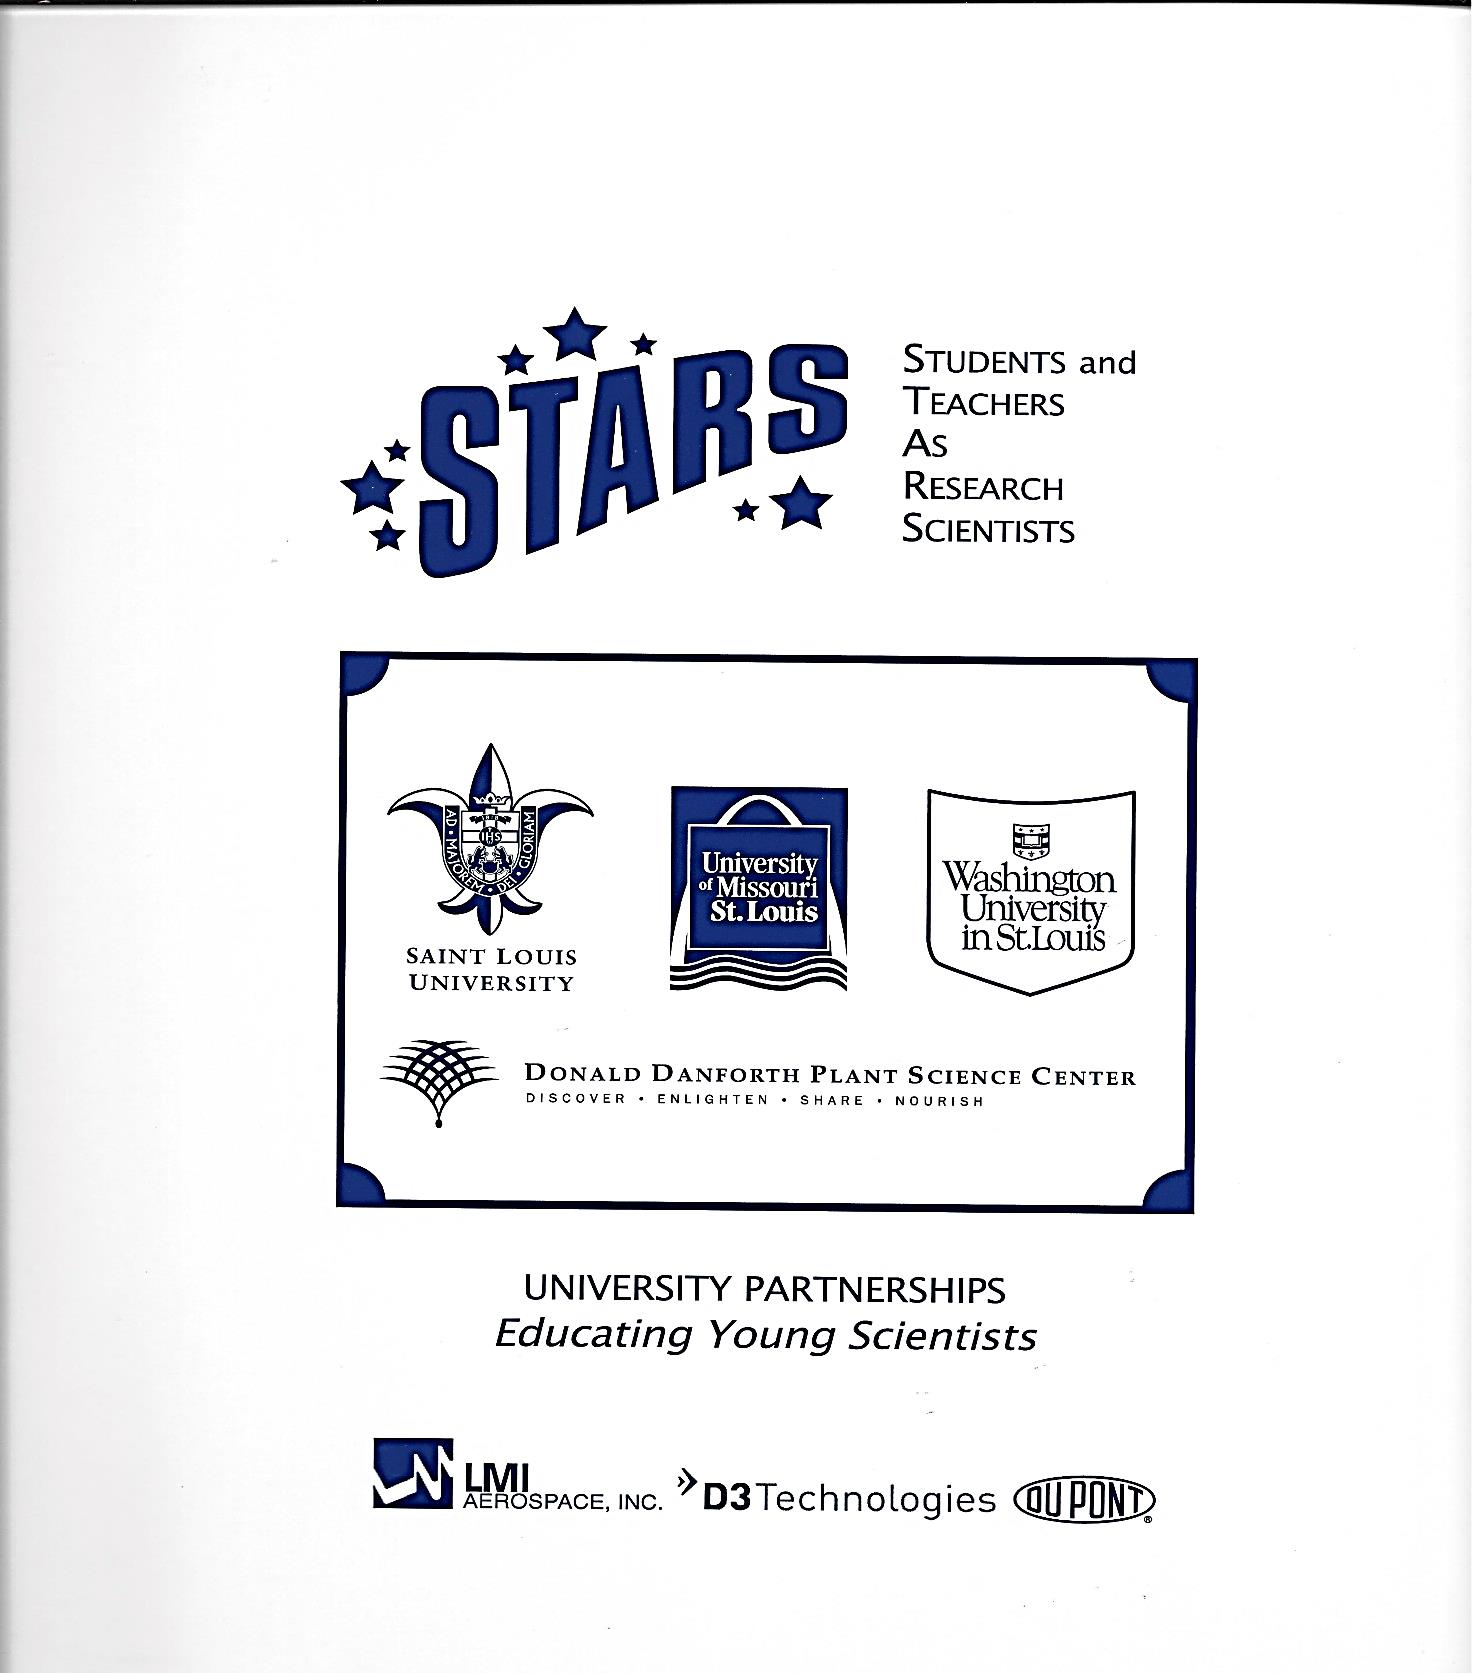 STARS
STUDENTS and
TEACHERS
AS
RESEARCH
SCIENTISTS
AD • MAJOREM • DEI • GLORIAM
IHS
SAINT LOUIS
UNIVERSITY
University
of Missouri
St. Louis
Washington
University
in St.Louis
DONALD DANFORTH PLANT SCIENCE CENTER
DISCOVER • ENLIGHTEN • SHARE • NOURISH
UNIVERSITY PARTNERSHIPS
Educating Young Scientists
LMI
AEROSPACE, INC.
D3Technologies
DUPONT®